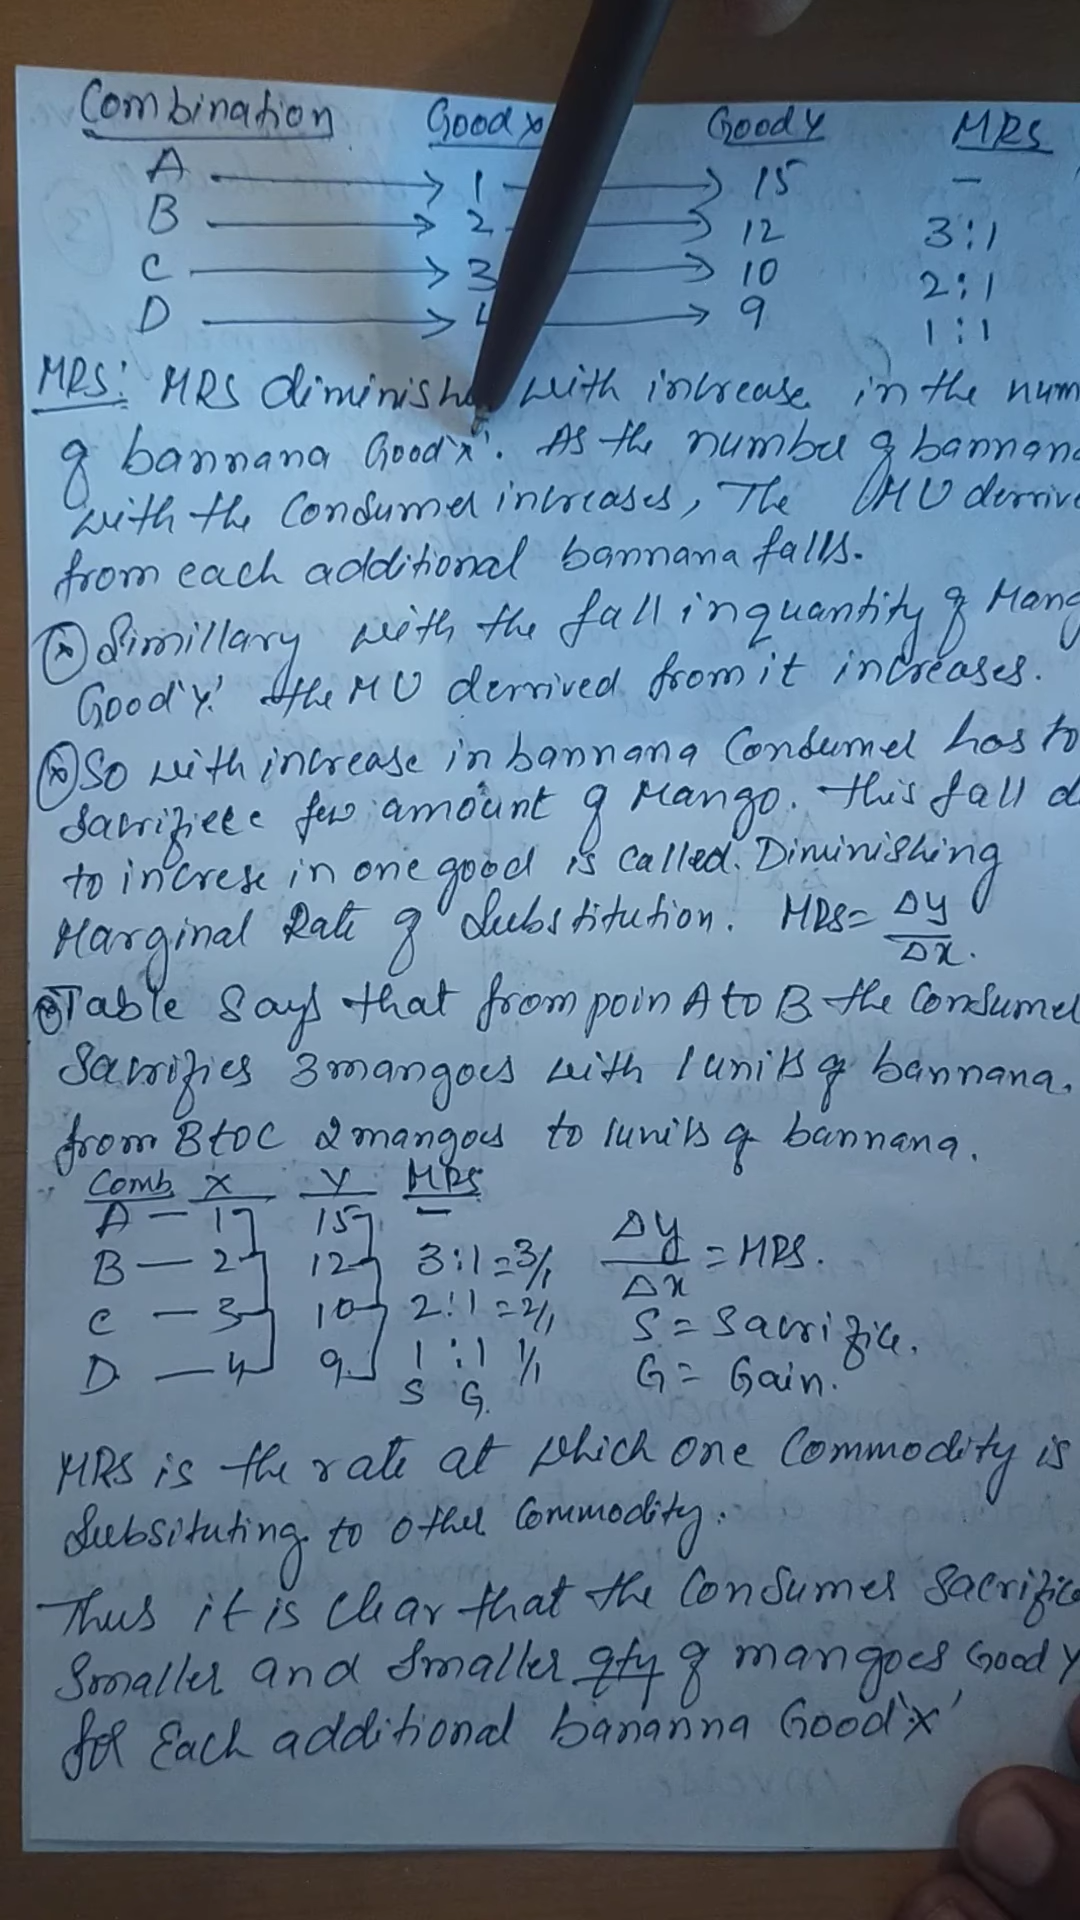 Combination Good x Good Y MRS
A → 1 → 15 –
B → 2 → 12 3:1
C → 3 → 10 2:1
D → 4 → 9 1:1
MRS: MRS diminishes with increase in the num
of bannana Good 'x'. As the number of bannana
with the Consumer increases, The MU derrive
from each additional bannana falls.
Simillary with the fall in quantity of Mang
Good 'Y' the MU derrived from it increases.
So with increase in bannana Consumer has to
Sacrifiece few amount of Mango. this fall d
to increse in one good is called. Diminishing
Marginal Rate of Substitution. MRS= Δy
Δx.
Table Says that from poin A to B the Consumer
Sacrifies 3 mangoes with 1 units of bannana.
from B to C 2 mangoes to 1 units of bannana.
Comb x Y MRS
A – 1 15 –
B – 2 12 3:1 = 3/1 Δy/Δx = MRS.
C – 3 10 2:1 = 2/1 S = Sacrifice.
D – 4 9 1:1 1/1 G = Gain.
S G.
MRS is the rate at which one Commodity is
Subsituting to other Commodity.
Thus it is clear that the Consumer Sacrifice
Smaller and Smaller qty of mangoes Good Y
for Each additional bananna Good 'x'